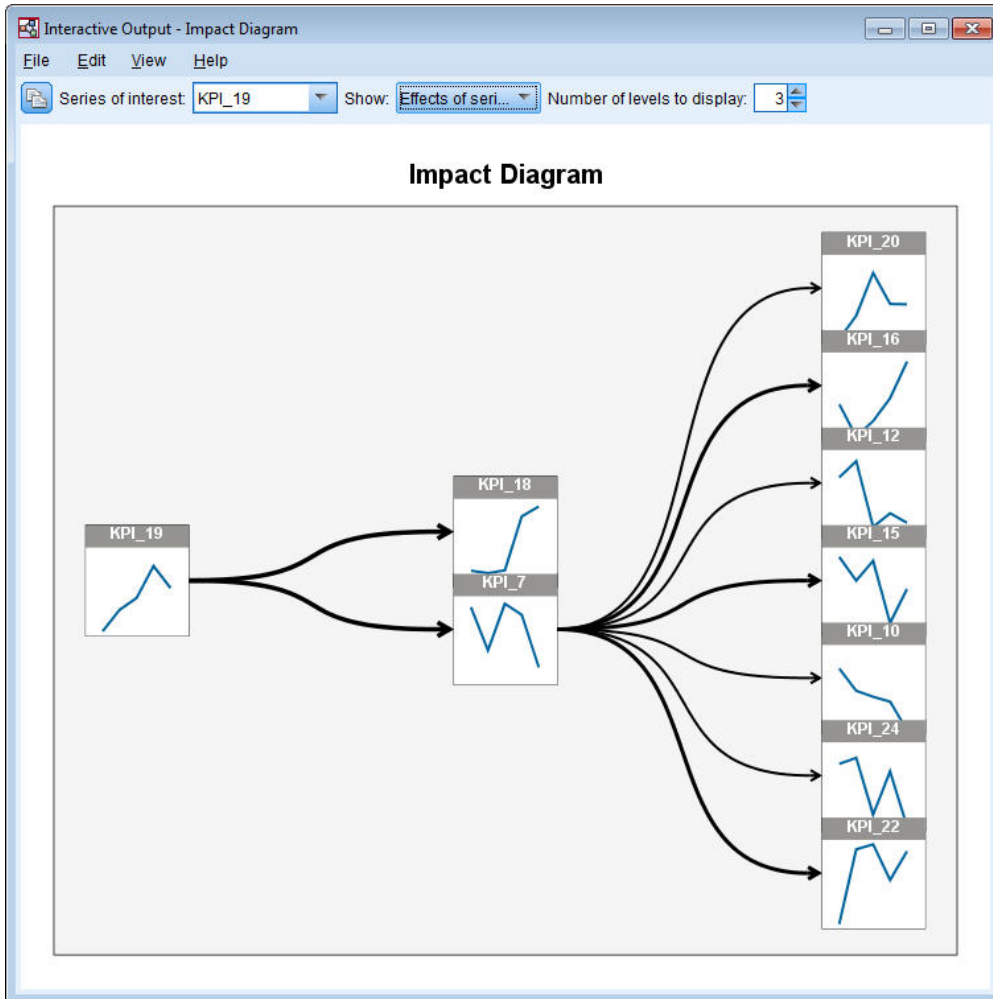 Interactive Output - Impact Diagram
File Edit View Help
Series of interest: KPI_19 Show: Effects of seri... Number of levels to display: 3
Impact Diagram
KPI_19
KPI_18
KPI_7
KPI_20
KPI_16
KPI_12
KPI_15
KPI_10
KPI_24
KPI_22